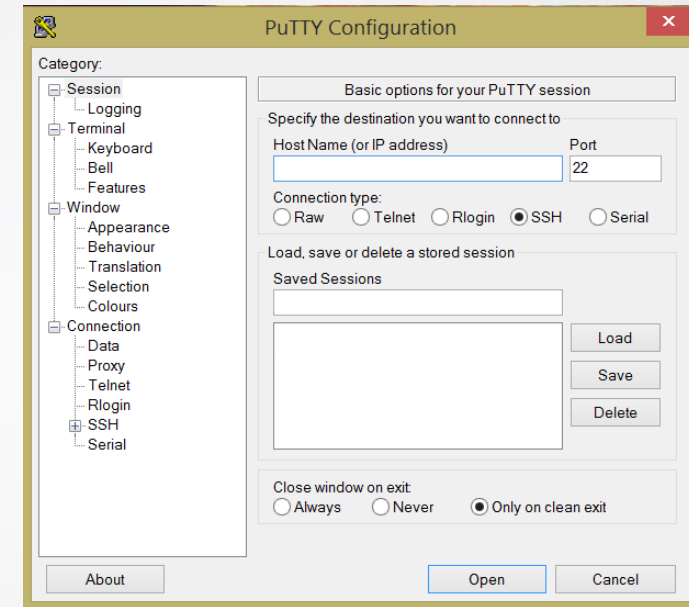 PuTTY Configuration
x
Category:
Session
Logging
Terminal
Keyboard
Bell
Features
Window
Appearance
Behaviour
Translation
Selection
Colours
Connection
Data
Proxy
Telnet
Rlogin
SSH
Serial
Basic options for your PuTTY session
Specify the destination you want to connect to
Host Name (or IP address) Port
22
Connection type:
Raw Telnet Rlogin SSH Serial
Load, save or delete a stored session
Saved Sessions
Load
Save
Delete
Close window on exit:
Always Never Only on clean exit
About Open Cancel